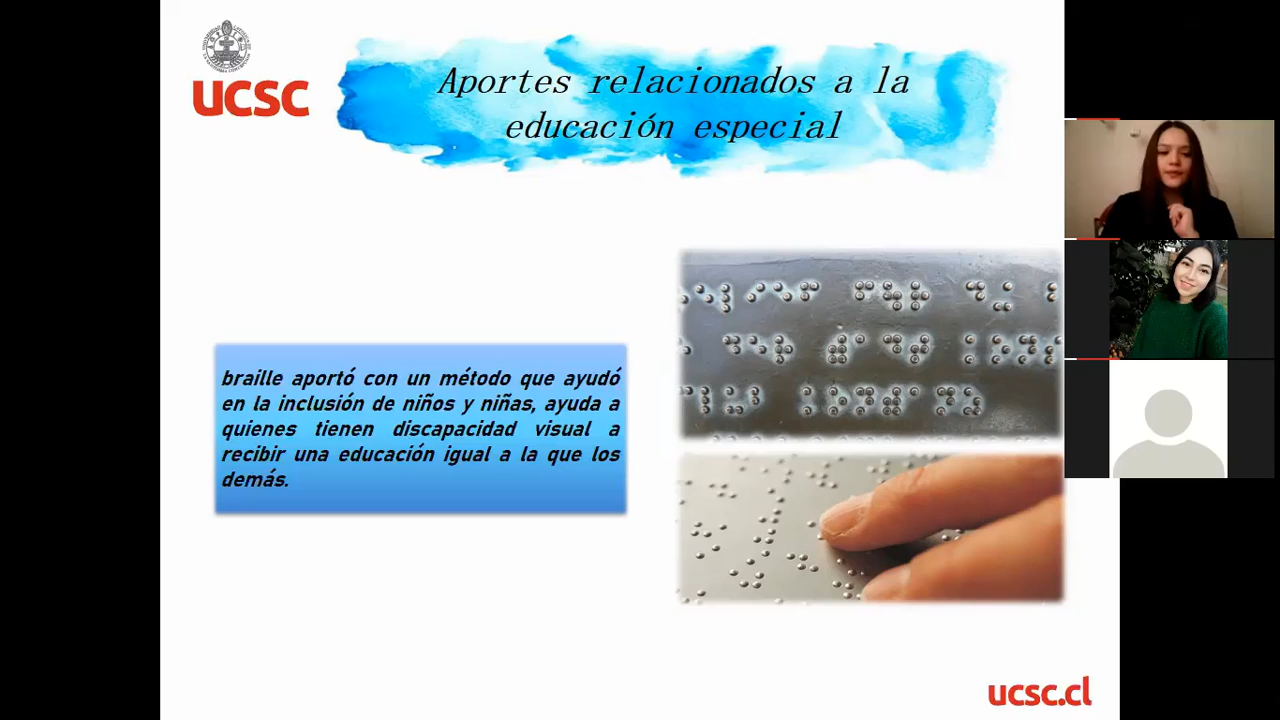 UCSC
Aportes relacionados a la
educación especial
braille aportó con un método que ayudó
en la inclusión de niños y niñas, ayuda a
quienes tienen discapacidad visual a
recibir una educación igual a la que los
demás.
ucsc.cl